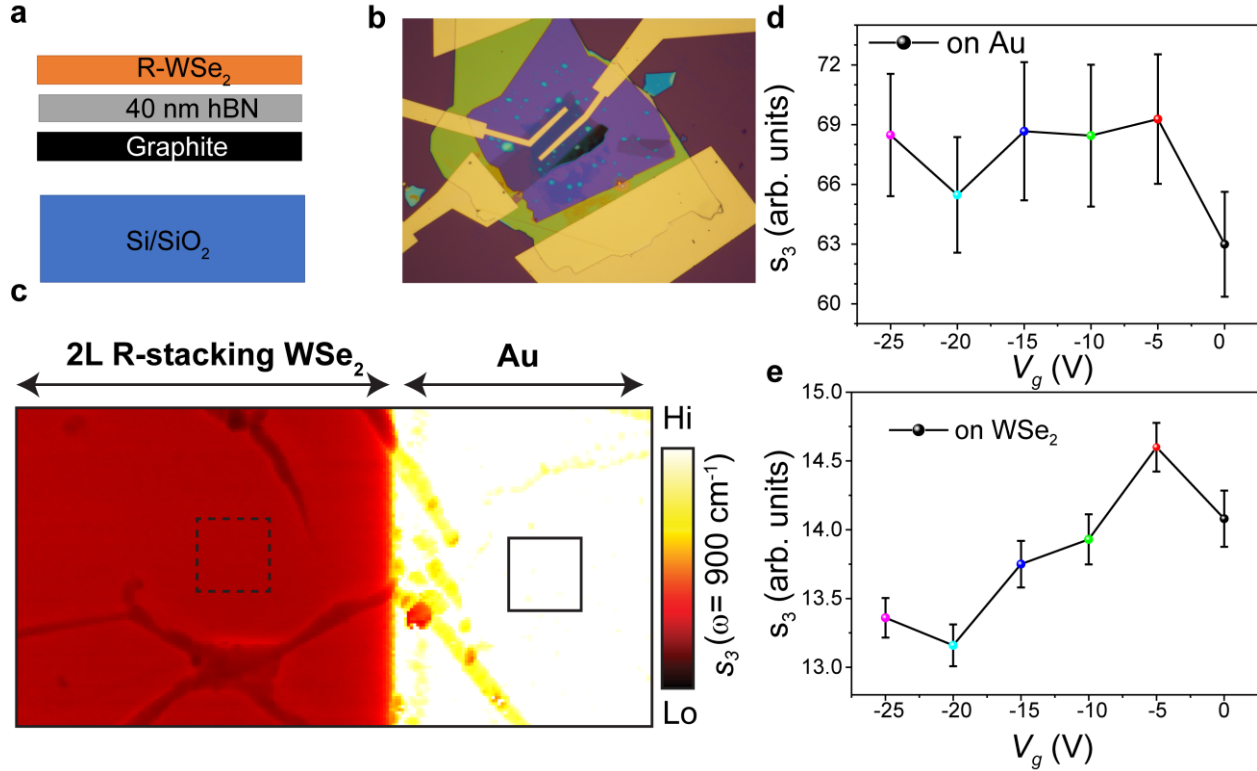 a
R-WSe₂
40 nm hBN
Graphite
Si/SiO₂
b
c
2L R-stacking WSe₂
Au
Hi
s₃ (ω= 900 cm⁻¹)
Lo
d
on Au
s₃ (arb. units)
72
69
66
63
60
-25 -20 -15 -10 -5 0
V_g (V)
e
on WSe₂
s₃ (arb. units)
15.0
14.5
14.0
13.5
13.0
-25 -20 -15 -10 -5 0
V_g (V)